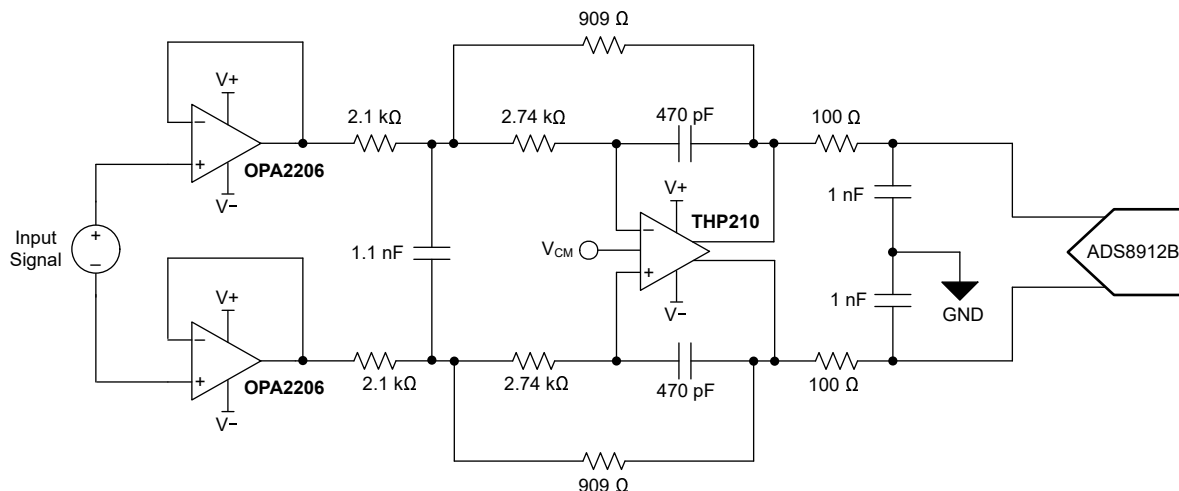 909 Ω
V+
2.1 kΩ
2.74 kΩ
470 pF
100 Ω
−
+
OPA2206
V−
V+
THP210
1 nF
Input
Signal
+
−
1.1 nF
VCM
−
+
ADS8912B
V+
V−
1 nF
GND
−
+
2.1 kΩ
2.74 kΩ
470 pF
100 Ω
OPA2206
V−
909 Ω